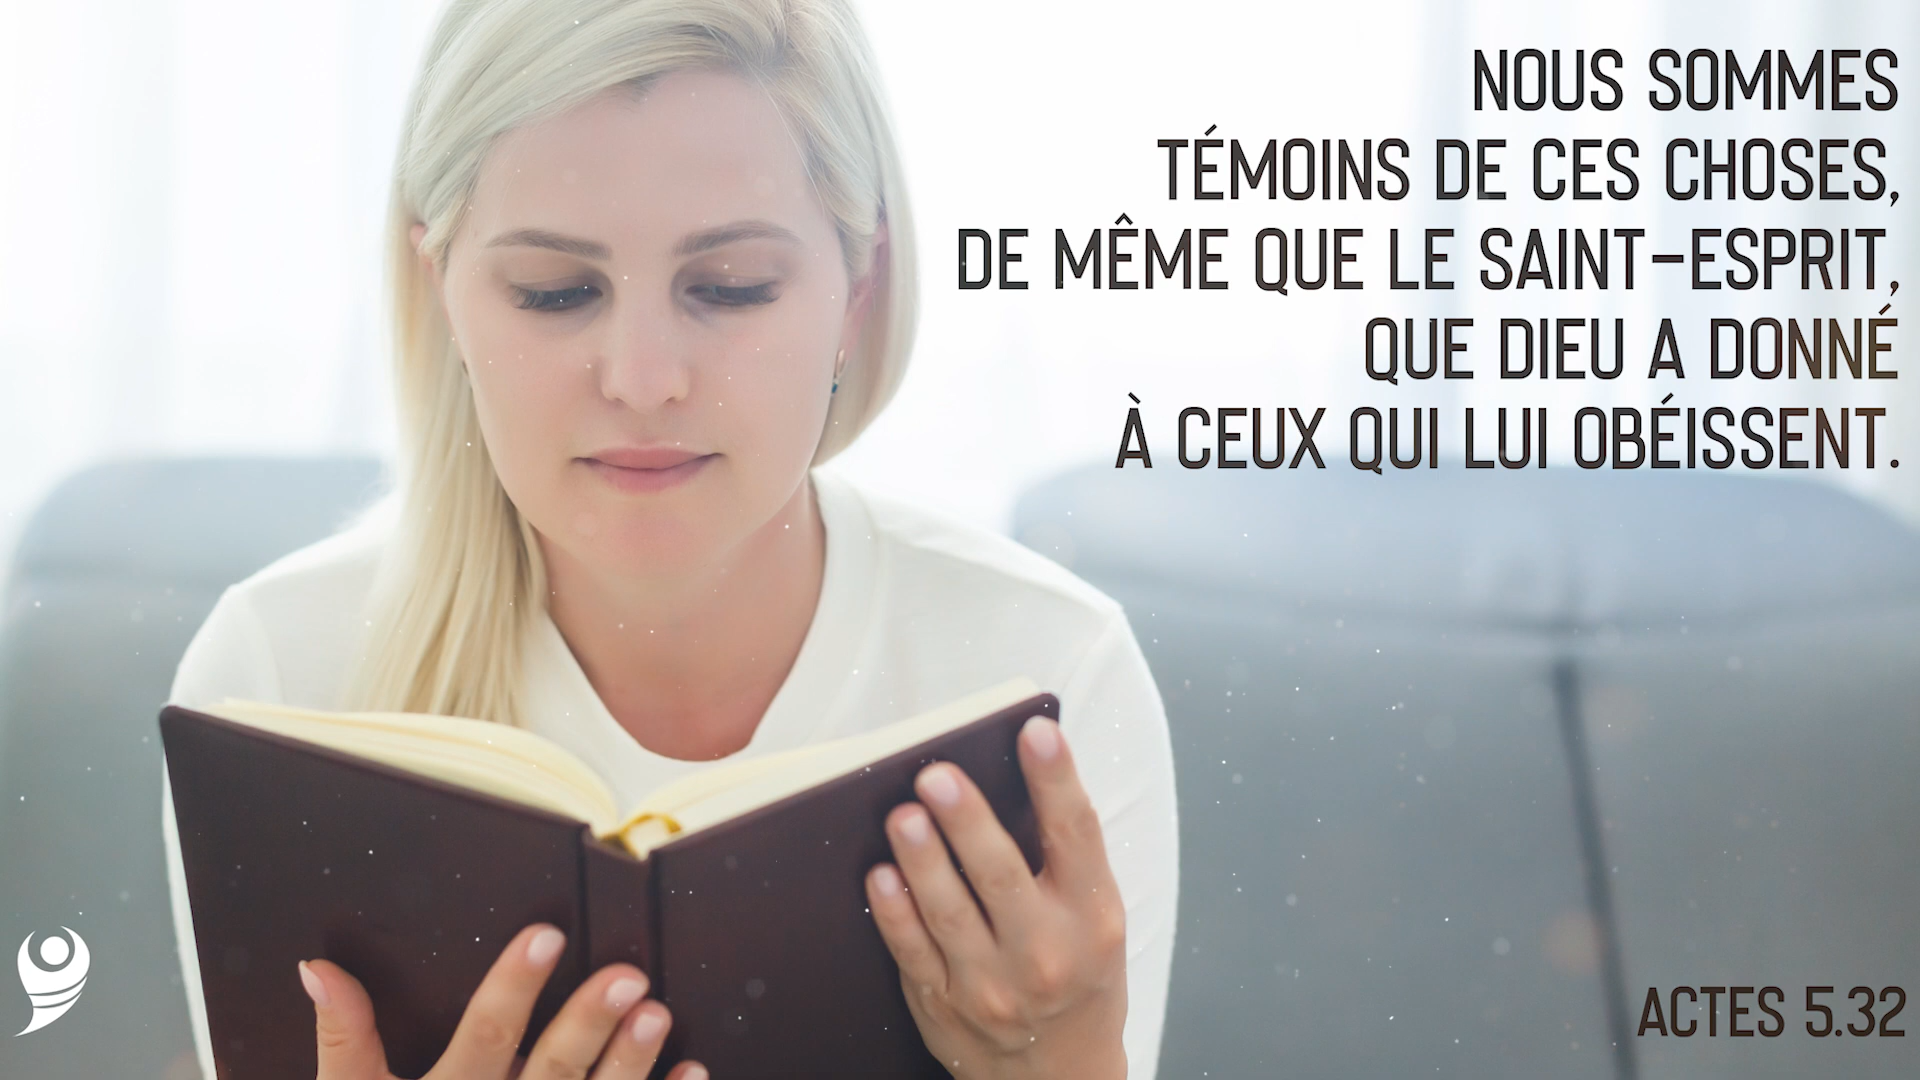 NOUS SOMMES
TÉMOINS DE CES CHOSES,
DE MÊME QUE LE SAINT-ESPRIT,
QUE DIEU A DONNÉ
À CEUX QUI LUI OBÉISSENT.
ACTES 5.32